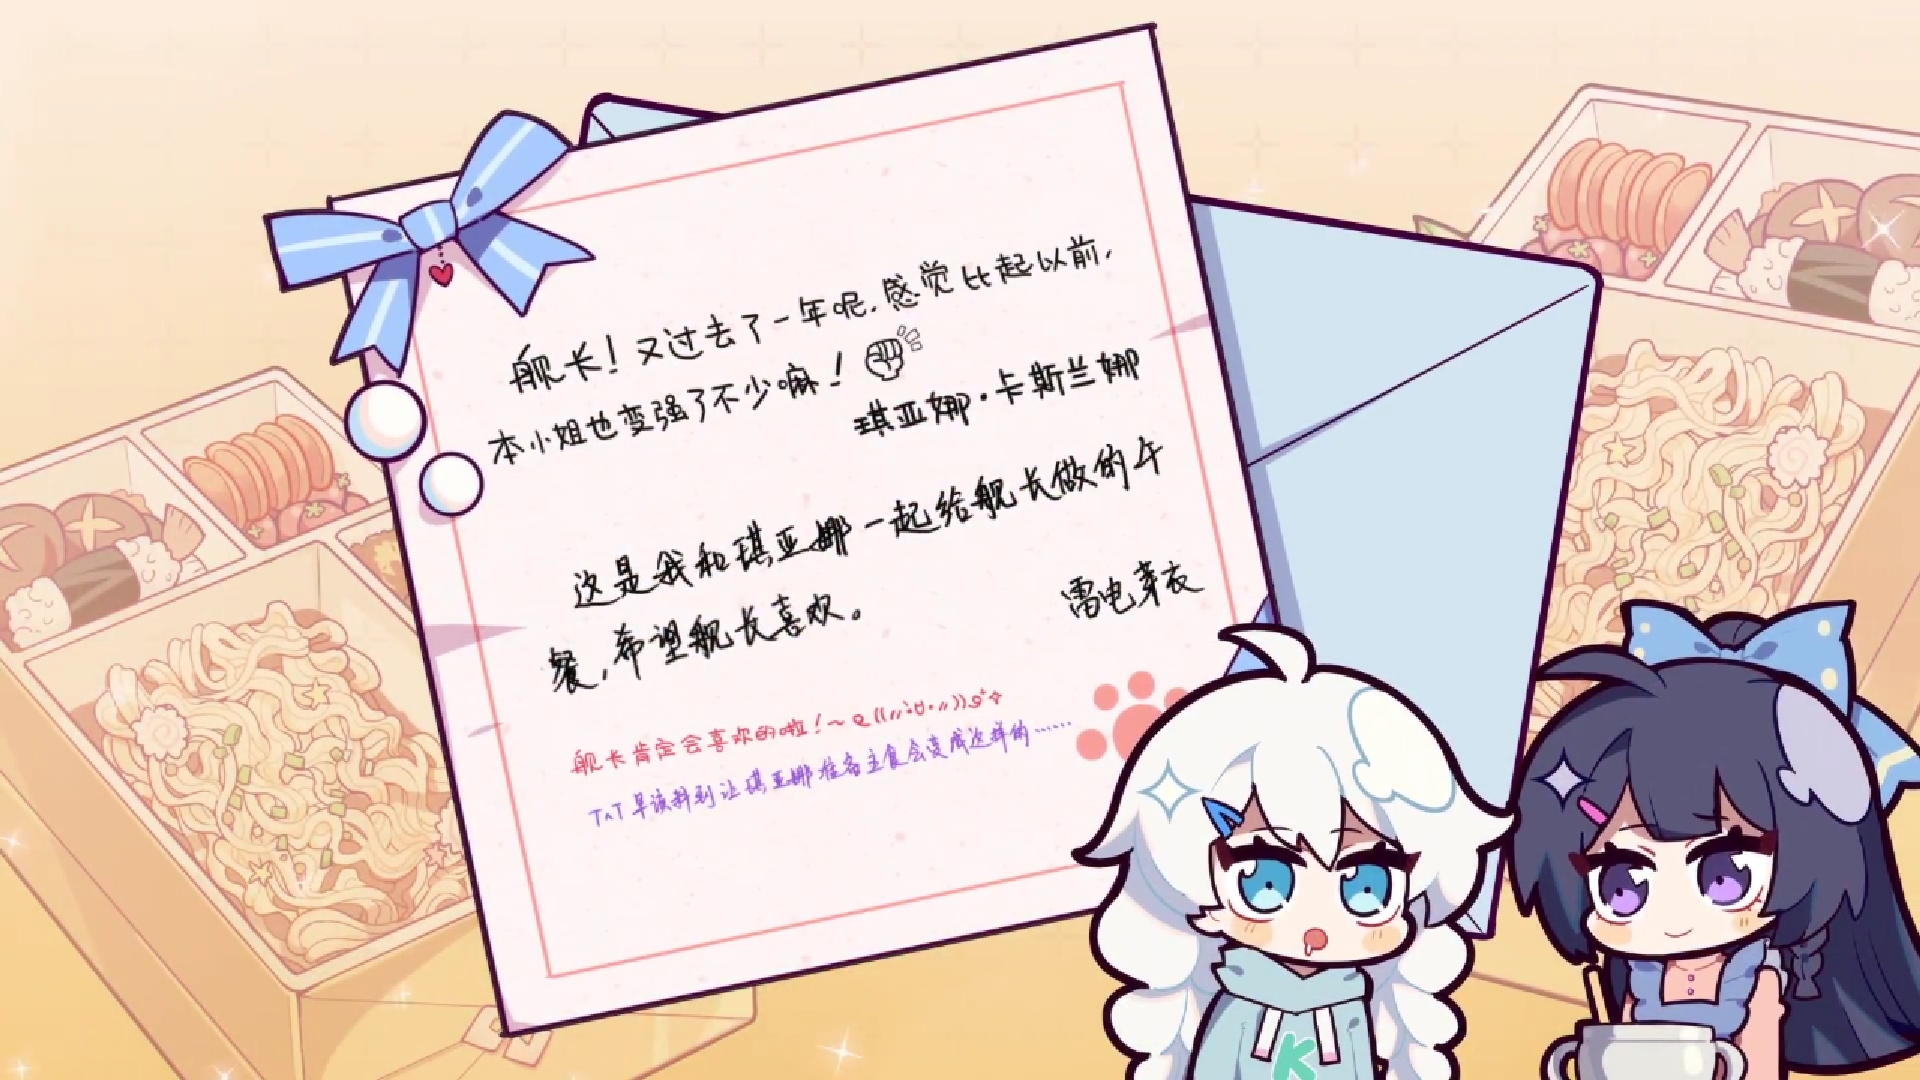 舰长！又过去了一年呢，感觉比起以前，
本小姐也变强了不少嘛！
琪亚娜·卡斯兰娜
这是我和琪亚娜一起给舰长做的午
餐，希望舰长喜欢。
雷电芽衣
舰长肯定会喜欢的啦！~
TAT 早该料到让琪亚娜准备主食会变成这样的……
K